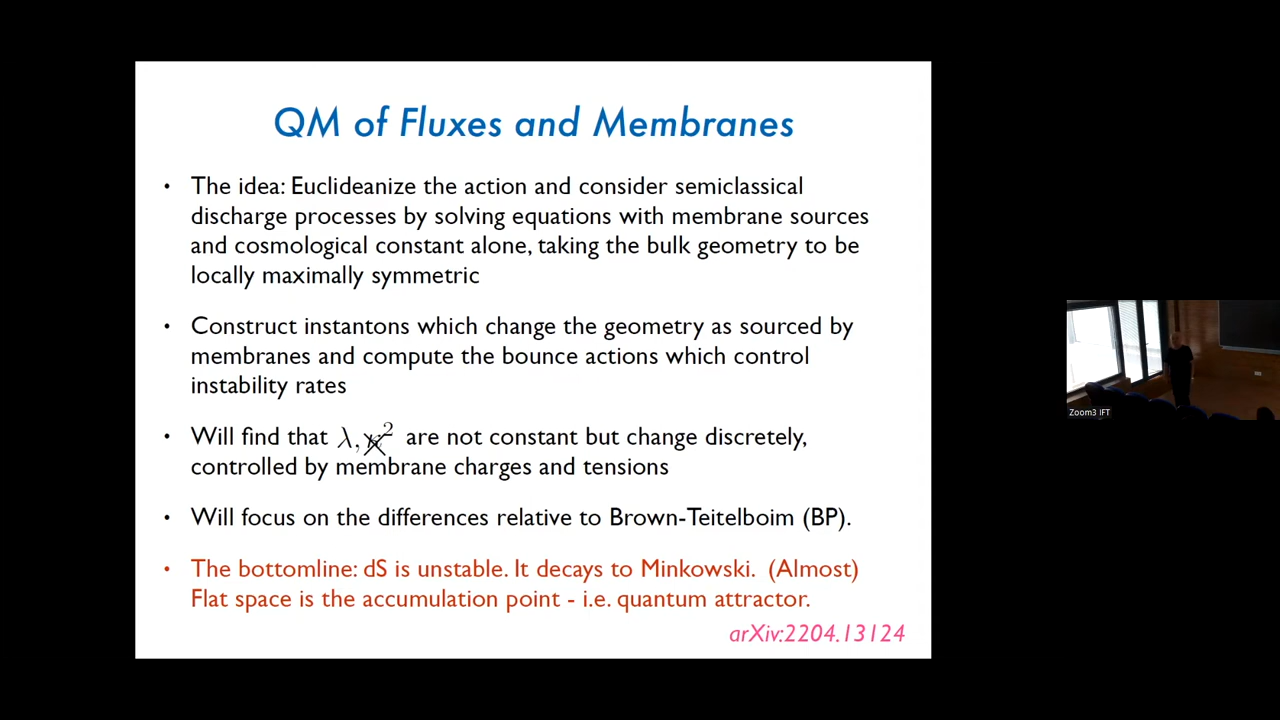 QM of Fluxes and Membranes
• The idea: Euclideanize the action and consider semiclassical
discharge processes by solving equations with membrane sources
and cosmological constant alone, taking the bulk geometry to be
locally maximally symmetric
• Construct instantons which change the geometry as sourced by
membranes and compute the bounce actions which control
instability rates
• Will find that λ, 2 are not constant but change discretely,
controlled by membrane charges and tensions
• Will focus on the differences relative to Brown-Teitelboim (BP).
• The bottomline: dS is unstable. It decays to Minkowski. (Almost)
Flat space is the accumulation point - i.e. quantum attractor.
arXiv:2204.13124
Zoom3 IFT